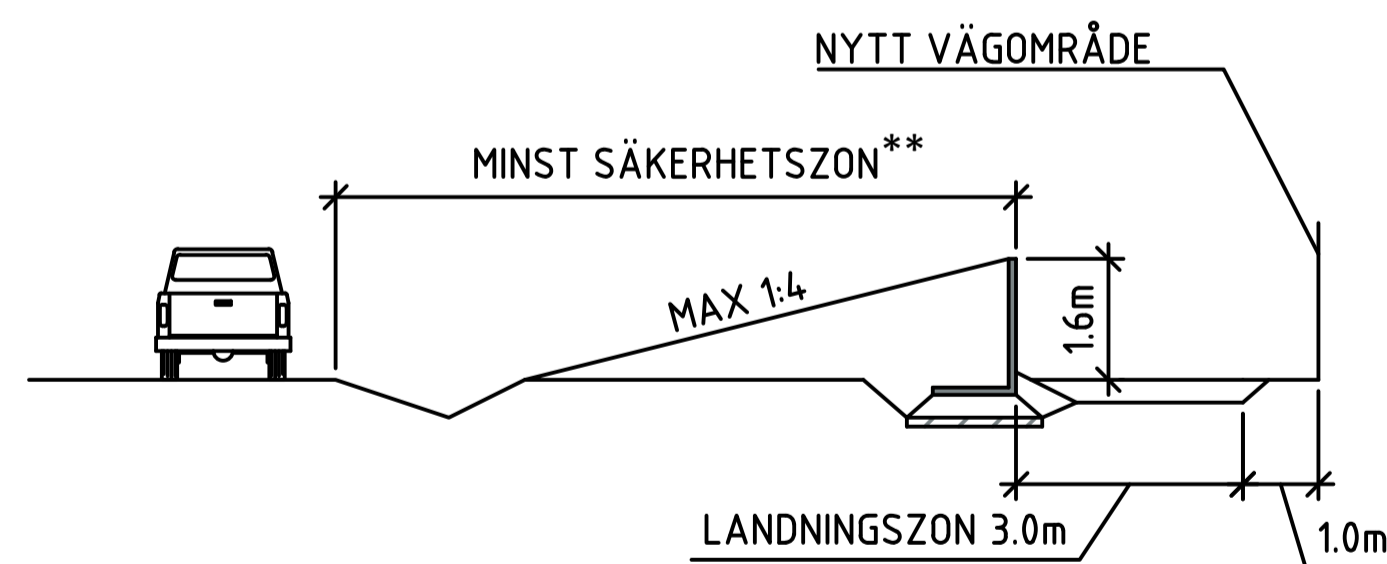 NYTT VÄGOMRÅDE
MINST SÄKERHETSZON**
MAX 1:4
1.6m
LANDNINGSZON 3.0m
1.0m